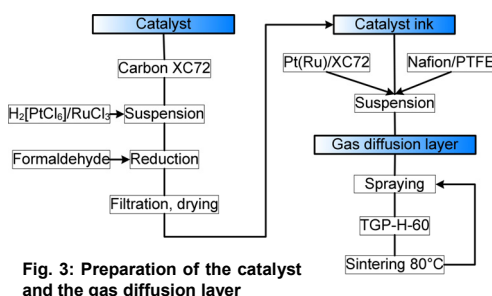 Catalyst
Carbon XC72
H₂[PtCl₆]/RuCl₃
Suspension
Formaldehyde
Reduction
Filtration, drying
Catalyst ink
Pt(Ru)/XC72
Nafion/PTFE
Suspension
Gas diffusion layer
Spraying
TGP-H-60
Sintering 80°C
Fig. 3: Preparation of the catalyst
and the gas diffusion layer